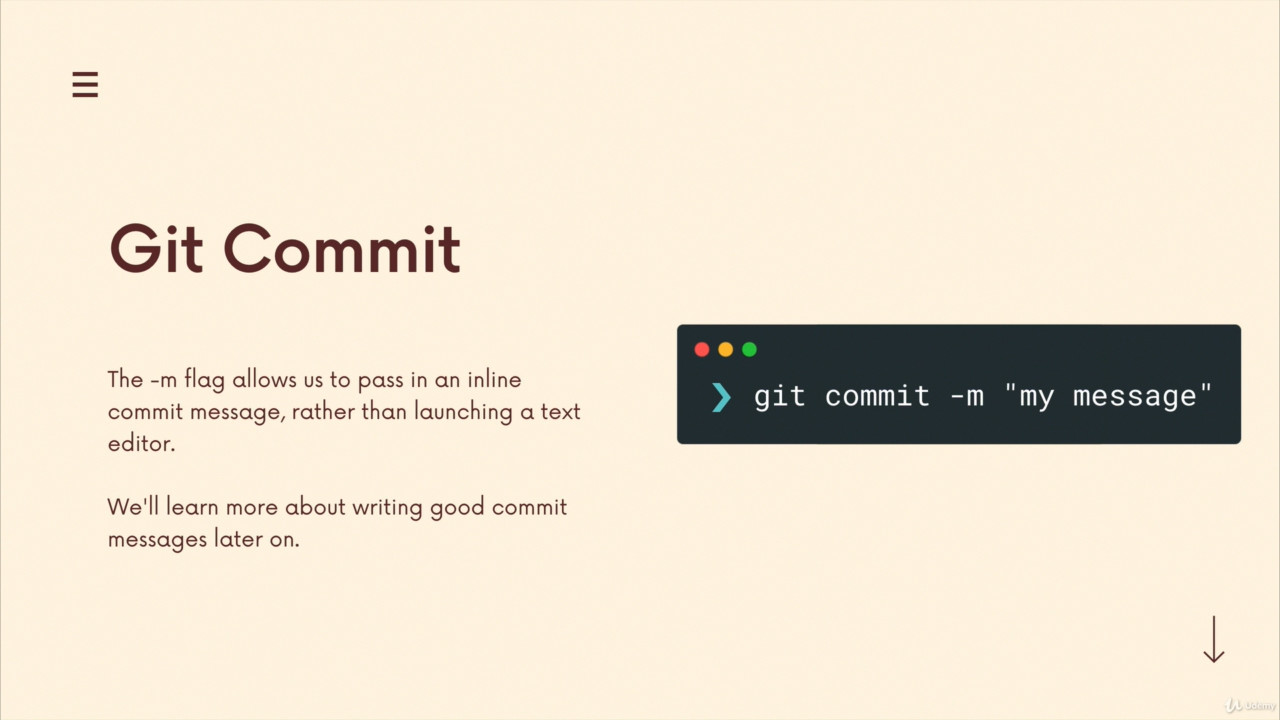 Git Commit
The -m flag allows us to pass in an inline
commit message, rather than launching a text
editor.
We'll learn more about writing good commit
messages later on.
❯ git commit -m "my message"
Udemy